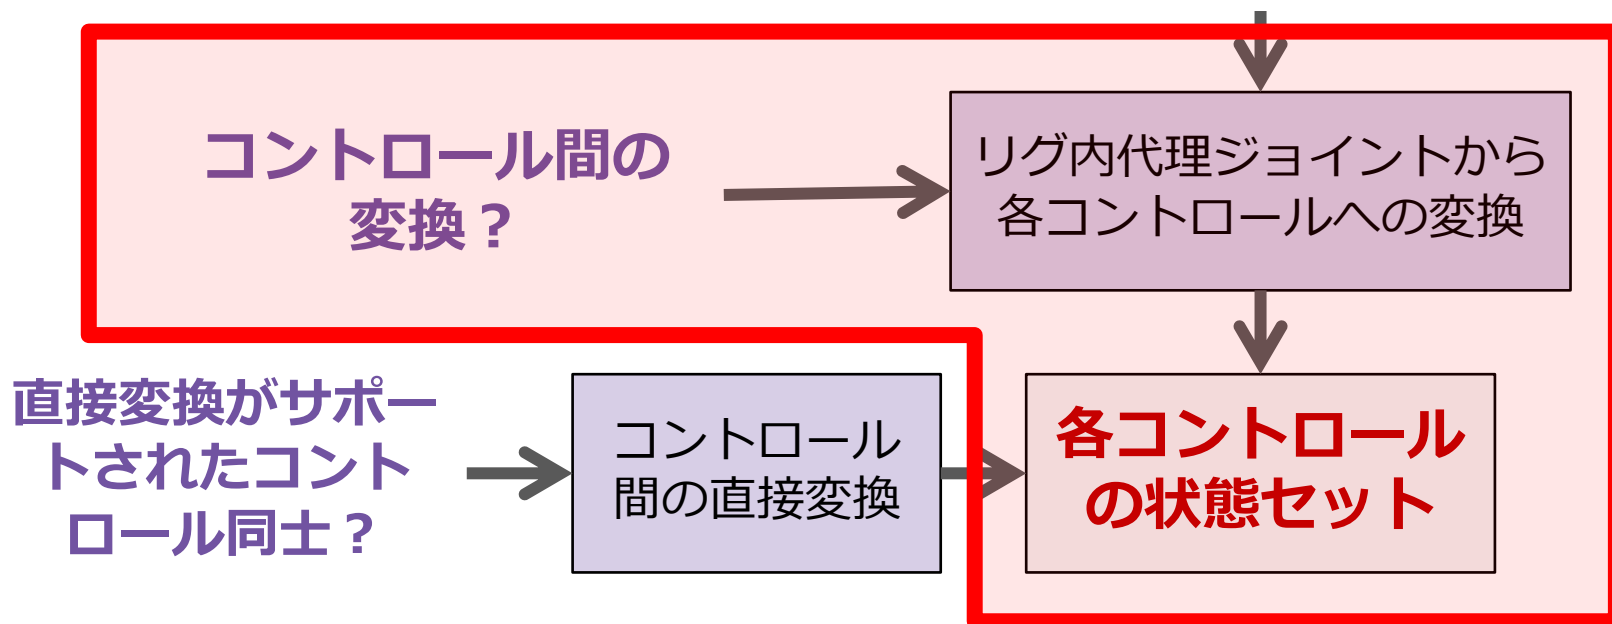 コントロール間の
変換？
リグ内代理ジョイントから
各コントロールへの変換
直接変換がサポー
トされたコント
ロール同士？
コントロール
間の直接変換
各コントロール
の状態セット